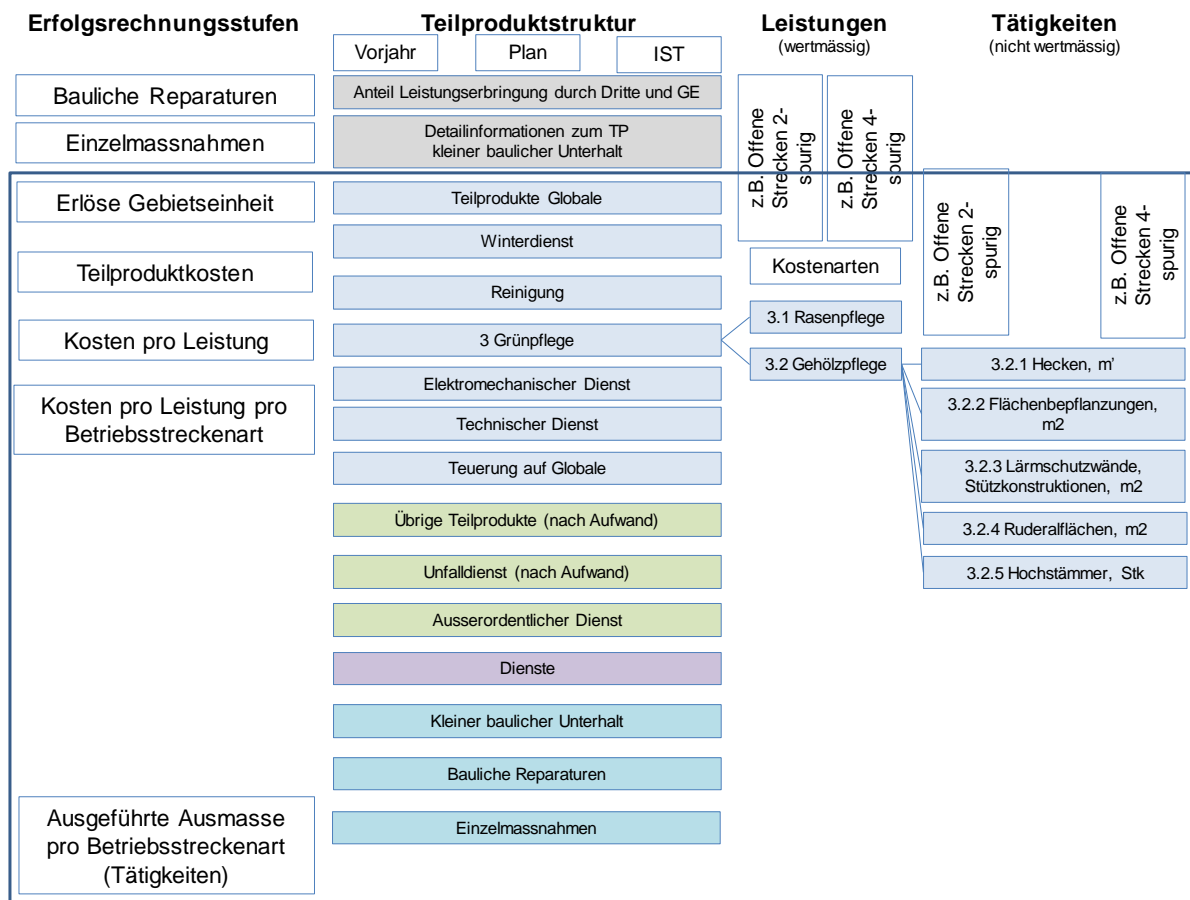 Erfolgsrechnungsstufen
Teilproduktstruktur
Leistungen
(wertmässig)
Tätigkeiten
(nicht wertmässig)
Vorjahr
Plan
IST
Bauliche Reparaturen
Einzelmassnahmen
Erlöse Gebietseinheit
Teilproduktkosten
Kosten pro Leistung
Kosten pro Leistung pro
Betriebsstreckenart
Ausgeführte Ausmasse
pro Betriebsstreckenart
(Tätigkeiten)
Anteil Leistungserbringung durch Dritte und GE
Detailinformationen zum TP
kleiner baulicher Unterhalt
Teilprodukte Globale
Winterdienst
Reinigung
3 Grünpflege
Elektromechanischer Dienst
Technischer Dienst
Teuerung auf Globale
Übrige Teilprodukte (nach Aufwand)
Unfalldienst (nach Aufwand)
Ausserordentlicher Dienst
Dienste
Kleiner baulicher Unterhalt
Bauliche Reparaturen
Einzelmassnahmen
z.B. Offene
Strecken 2-
spurig
z.B. Offene
Strecken 4-
spurig
Kostenarten
3.1 Rasenpflege
3.2 Gehölzpflege
z.B. Offene
Strecken 2-
spurig
z.B. Offene
Strecken 4-
spurig
3.2.1 Hecken, m'
3.2.2 Flächenbepflanzungen,
m2
3.2.3 Lärmschutzwände,
Stützkonstruktionen, m2
3.2.4 Ruderalflächen, m2
3.2.5 Hochstämmer, Stk